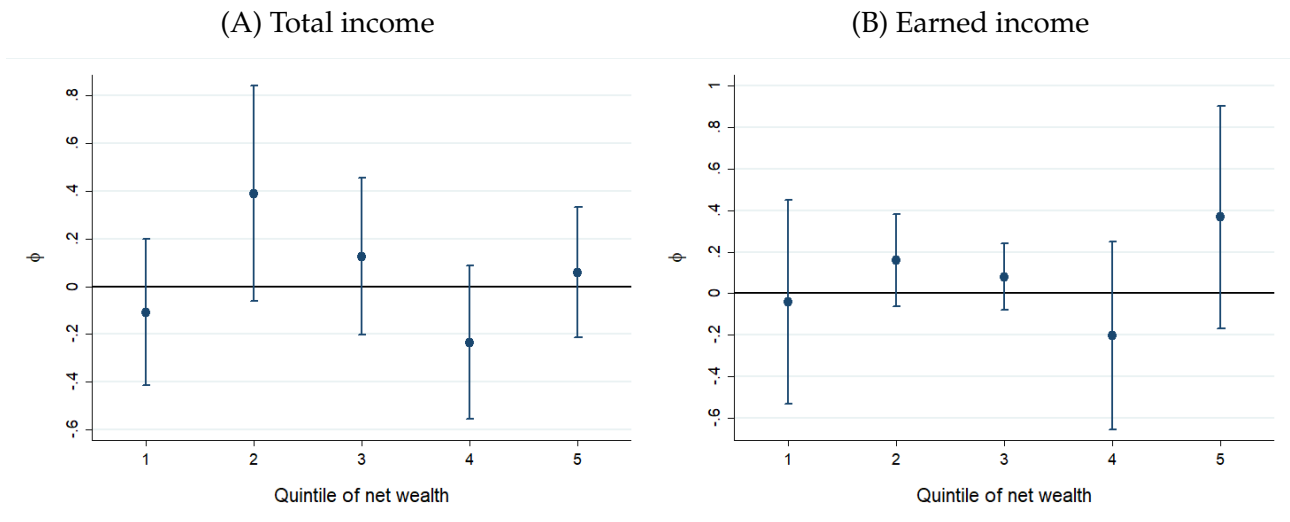 (A) Total income
(B) Earned income
.8
.6
.4
.2
0
-.2
-.4
-.6
ϕ
1 2 3 4 5
Quintile of net wealth
1
.8
.6
.4
.2
0
-.2
-.4
-.6
ϕ
1 2 3 4 5
Quintile of net wealth